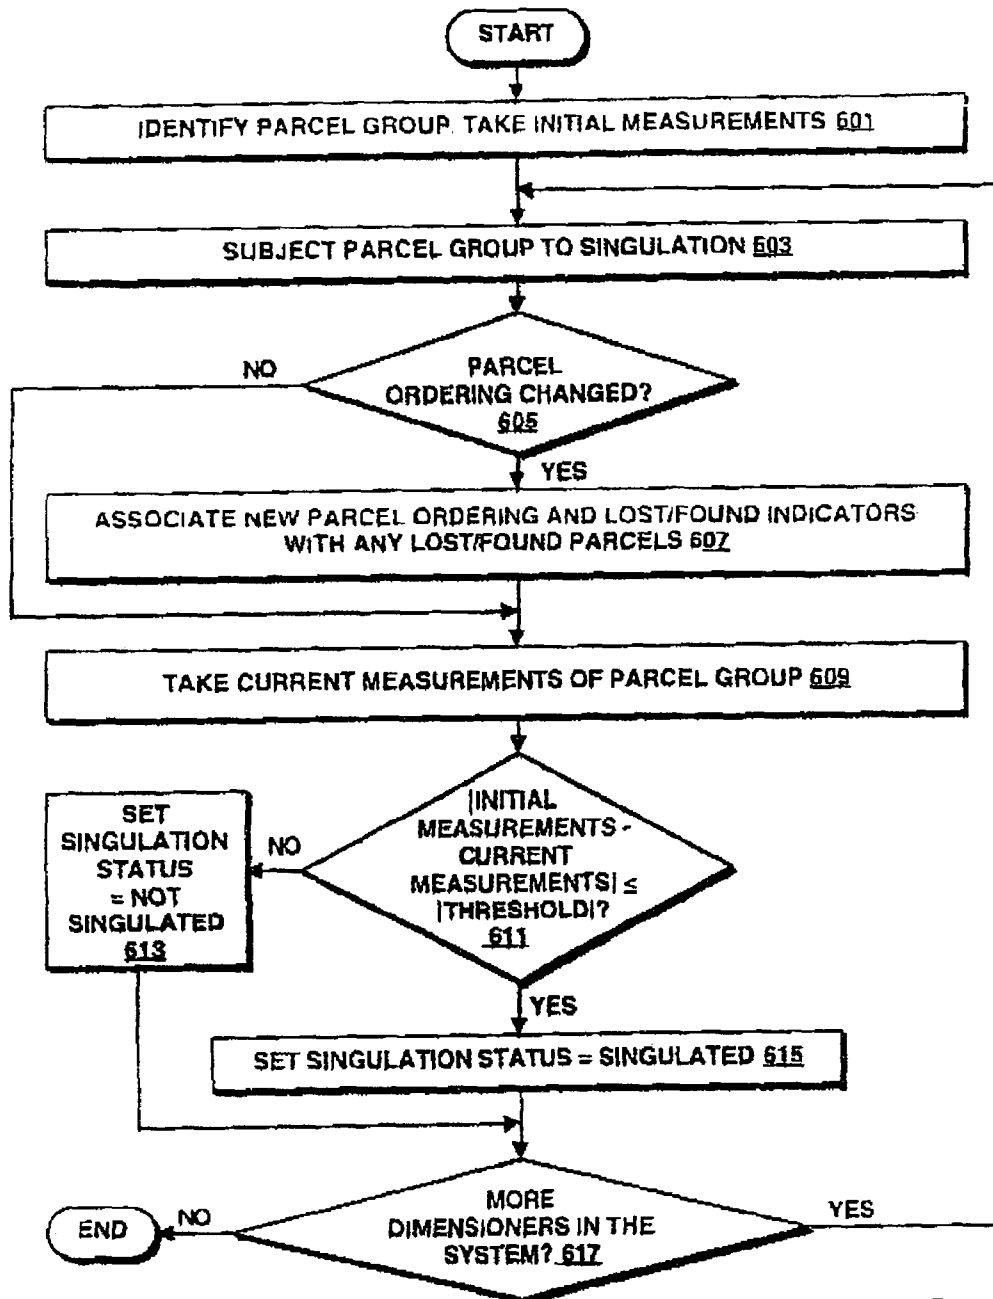 START
IDENTIFY PARCEL GROUP, TAKE INITIAL MEASUREMENTS 601
SUBJECT PARCEL GROUP TO SINGULATION 603
NO
PARCEL
ORDERING CHANGED?
605
YES
ASSOCIATE NEW PARCEL ORDERING AND LOST/FOUND INDICATORS
WITH ANY LOST/FOUND PARCELS 607
TAKE CURRENT MEASUREMENTS OF PARCEL GROUP 609
|INITIAL
MEASUREMENTS -
CURRENT
MEASUREMENTS| ≤
|THRESHOLD|?
611
NO
SET
SINGULATION
STATUS
= NOT
SINGULATED
613
YES
SET SINGULATION STATUS = SINGULATED 615
MORE
DIMENSIONERS IN THE
SYSTEM? 617
NO
END
YES